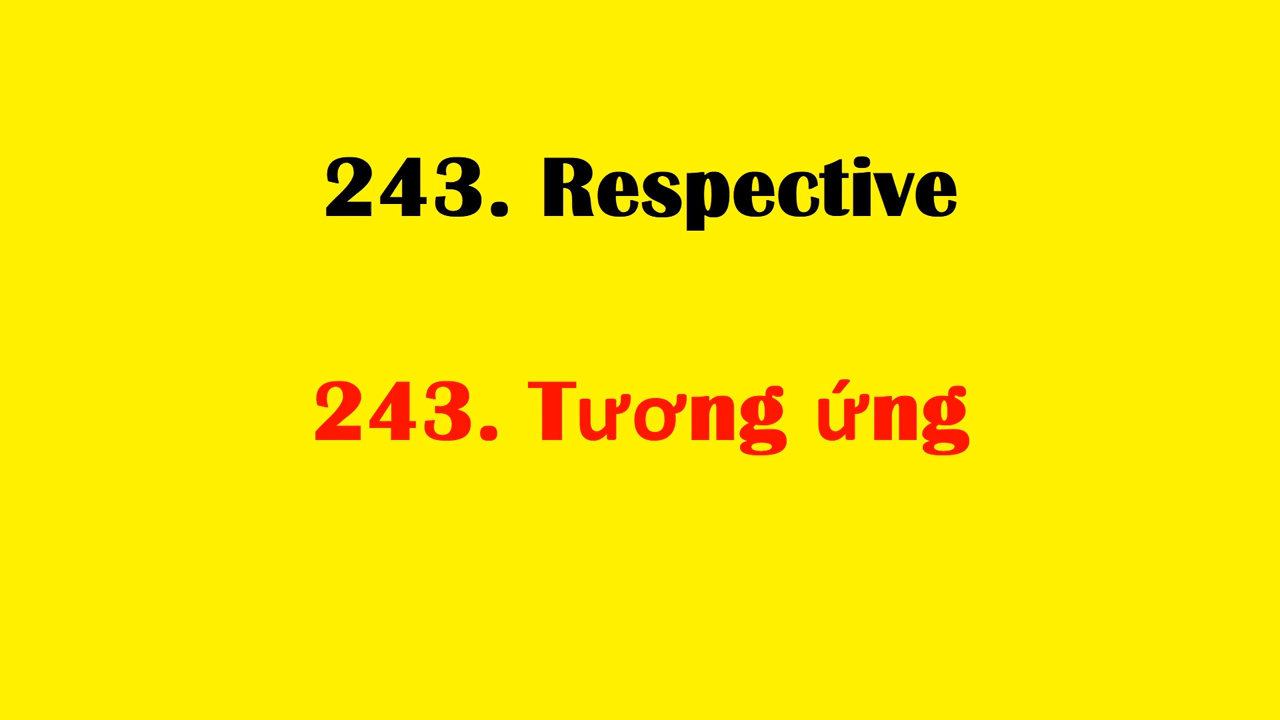 243. Respective
243. Tương ứng